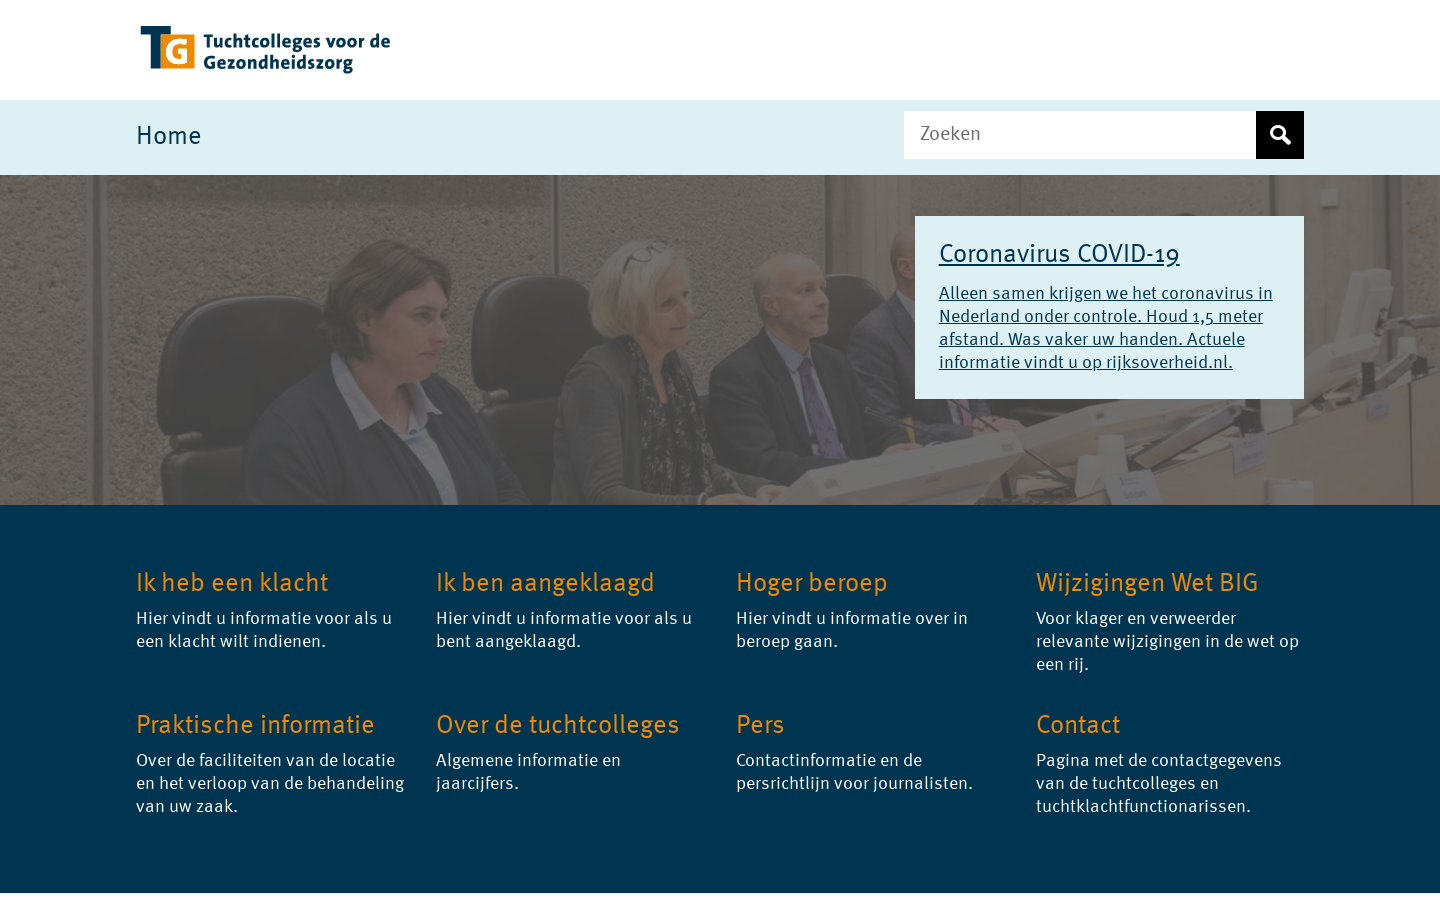 TG
Tuchtcolleges voor de
Gezondheidszorg
Home
Zoeken
Coronavirus COVID-19
Alleen samen krijgen we het coronavirus in
Nederland onder controle. Houd 1,5 meter
afstand. Was vaker uw handen. Actuele
informatie vindt u op rijksoverheid.nl.
Ik heb een klacht
Hier vindt u informatie voor als u
een klacht wilt indienen.
Ik ben aangeklaagd
Hier vindt u informatie voor als u
bent aangeklaagd.
Hoger beroep
Hier vindt u informatie over in
beroep gaan.
Wijzigingen Wet BIG
Voor klager en verweerder
relevante wijzigingen in de wet op
een rij.
Praktische informatie
Over de faciliteiten van de locatie
en het verloop van de behandeling
van uw zaak.
Over de tuchtcolleges
Algemene informatie en
jaarcijfers.
Pers
Contactinformatie en de
persrichtlijn voor journalisten.
Contact
Pagina met de contactgegevens
van de tuchtcolleges en
tuchtklachtfunctionarissen.